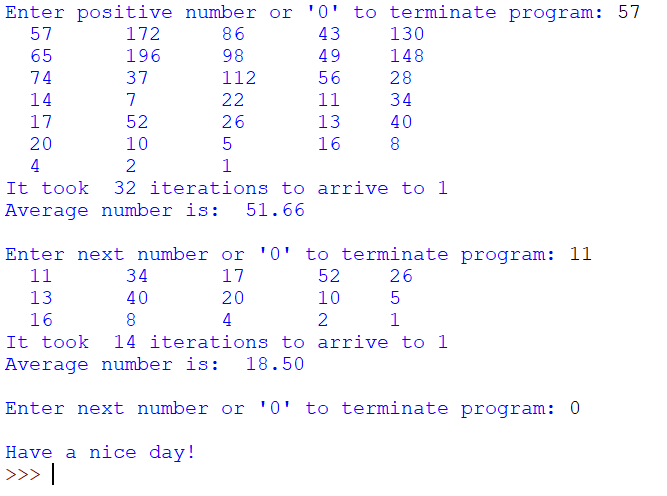 Enter positive number or '0' to terminate program: 57
57 172 86 43 130
65 196 98 49 148
74 37 112 56 28
14 7 22 11 34
17 52 26 13 40
20 10 5 16 8
4 2 1
It took  32 iterations to arrive to 1
Average number is:  51.66
Enter next number or '0' to terminate program: 11
11 34 17 52 26
13 40 20 10 5
16 8 4 2 1
It took  14 iterations to arrive to 1
Average number is:  18.50
Enter next number or '0' to terminate program: 0
Have a nice day!
>>>